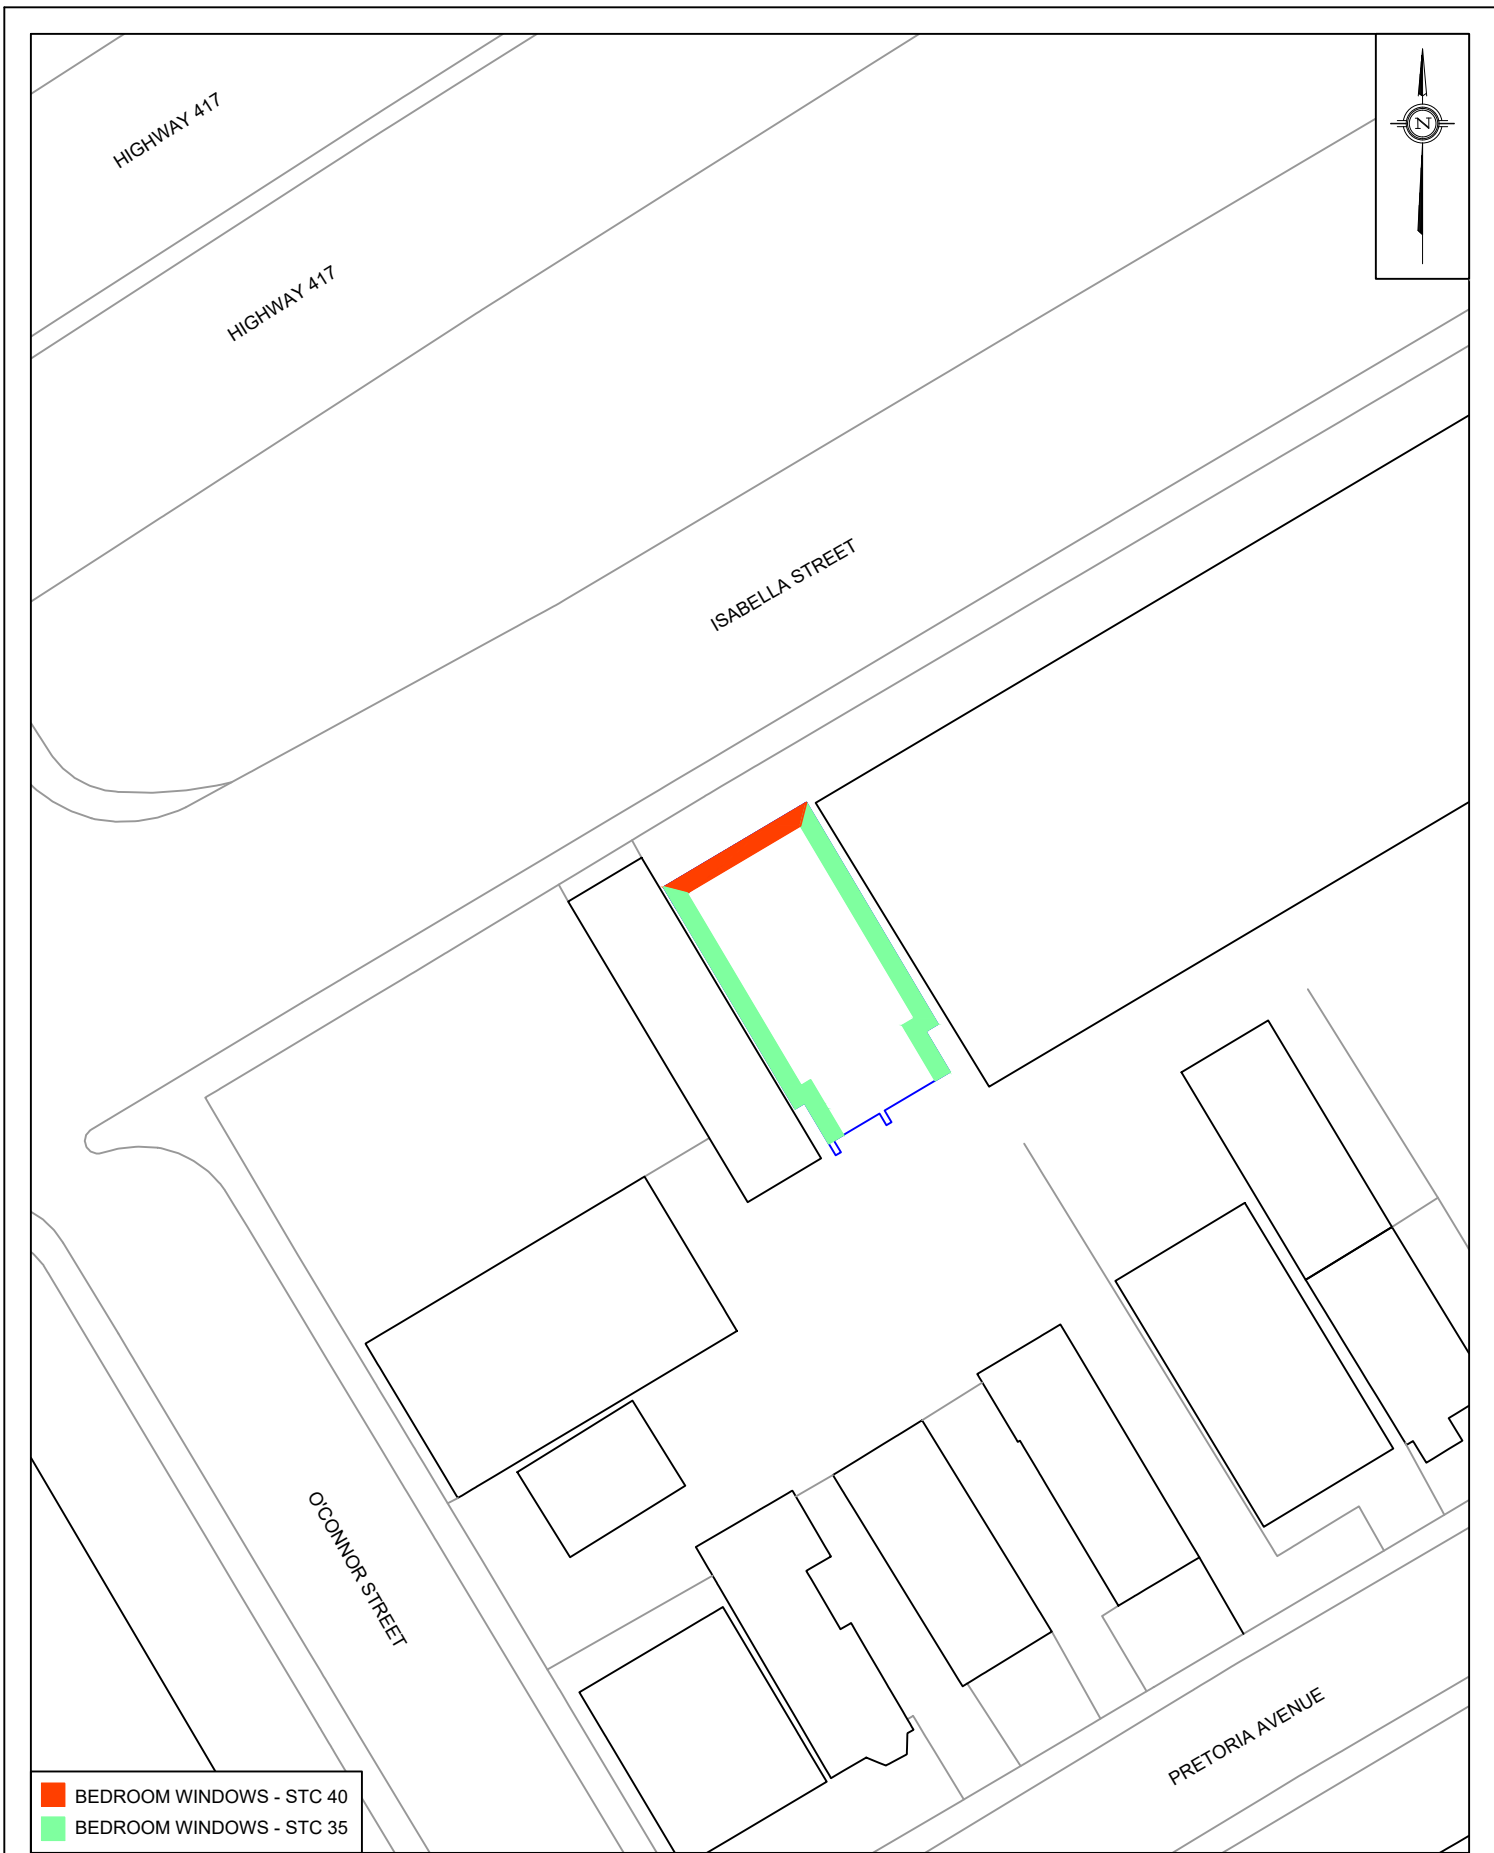 HIGHWAY 417
N
HIGHWAY 417
ISABELLA STREET
O'CONNOR STREET
PRETORIA AVENUE
BEDROOM WINDOWS - STC 40
BEDROOM WINDOWS - STC 35